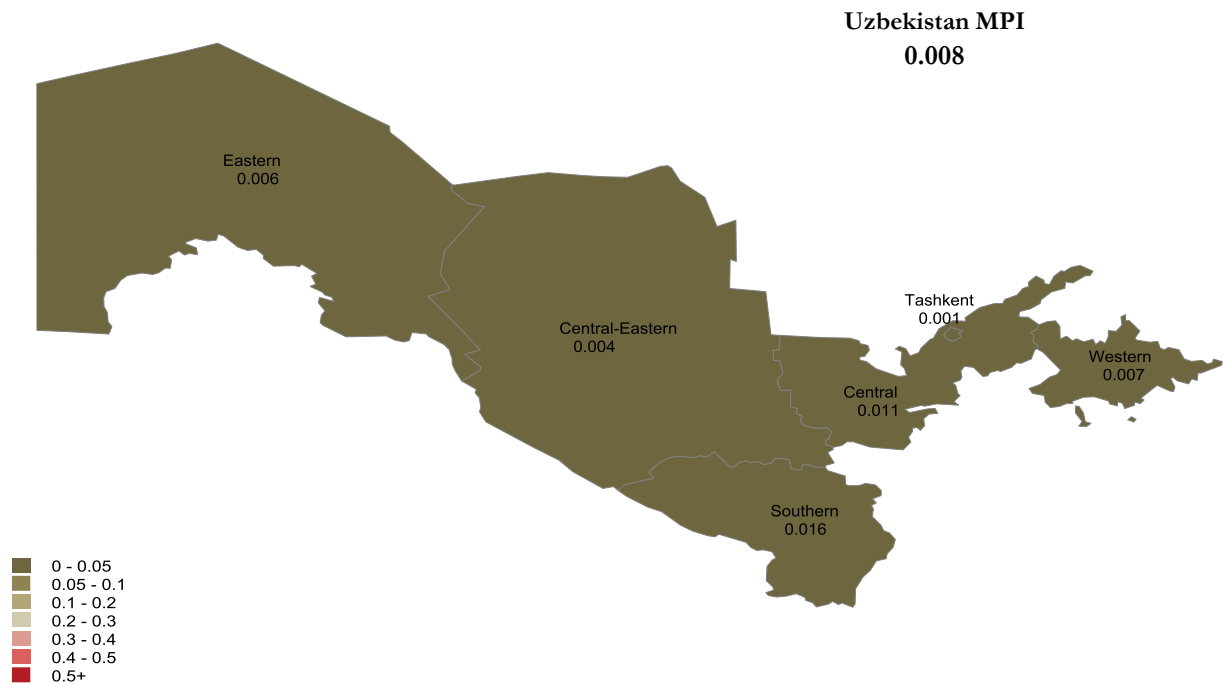 Uzbekistan MPI
0.008
Eastern
0.006
Tashkent
0.001
Central-Eastern
0.004
Western
0.007
Central
0.011
Southern
0.016
0 - 0.05
0.05 - 0.1
0.1 - 0.2
0.2 - 0.3
0.3 - 0.4
0.4 - 0.5
0.5+